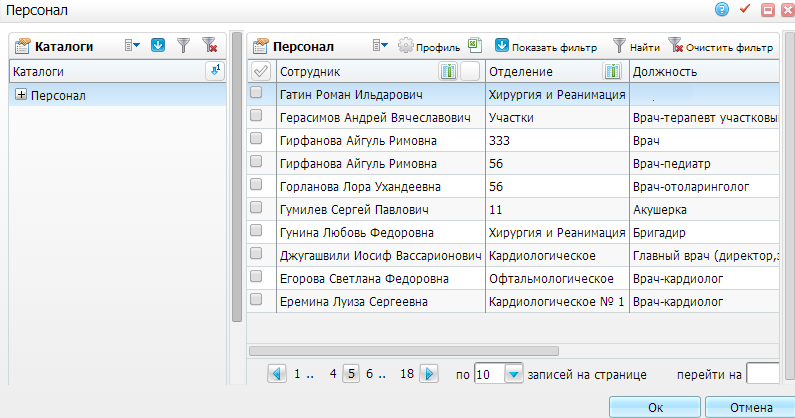 Персонал
Каталоги
Каталоги
Персонал
Персонал Профиль Показать фильтр Найти Очистить фильтр
Сотрудник Отделение Должность
Гатин Роман Ильдарович Хирургия и Реанимация
Герасимов Андрей Вячеславович Участки Врач-терапевт участковы
Гирфанова Айгуль Римовна 333 Врач
Гирфанова Айгуль Римовна 56 Врач-педиатр
Горланова Лора Ухандеевна 56 Врач-отоларинголог
Гумилев Сергей Павлович 11 Акушерка
Гунина Любовь Федоровна Хирургия и Реанимация Бригадир
Джугашвили Иосиф Вассарионович Кардиологическое Главный врач (директор,з
Егорова Светлана Федоровна Офтальмологическое Врач-кардиолог
Еремина Луиза Сергеевна Кардиологическое № 1 Врач-кардиолог
1 .. 4 5 6 .. 18 по 10 записей на странице перейти на
Ок Отмена